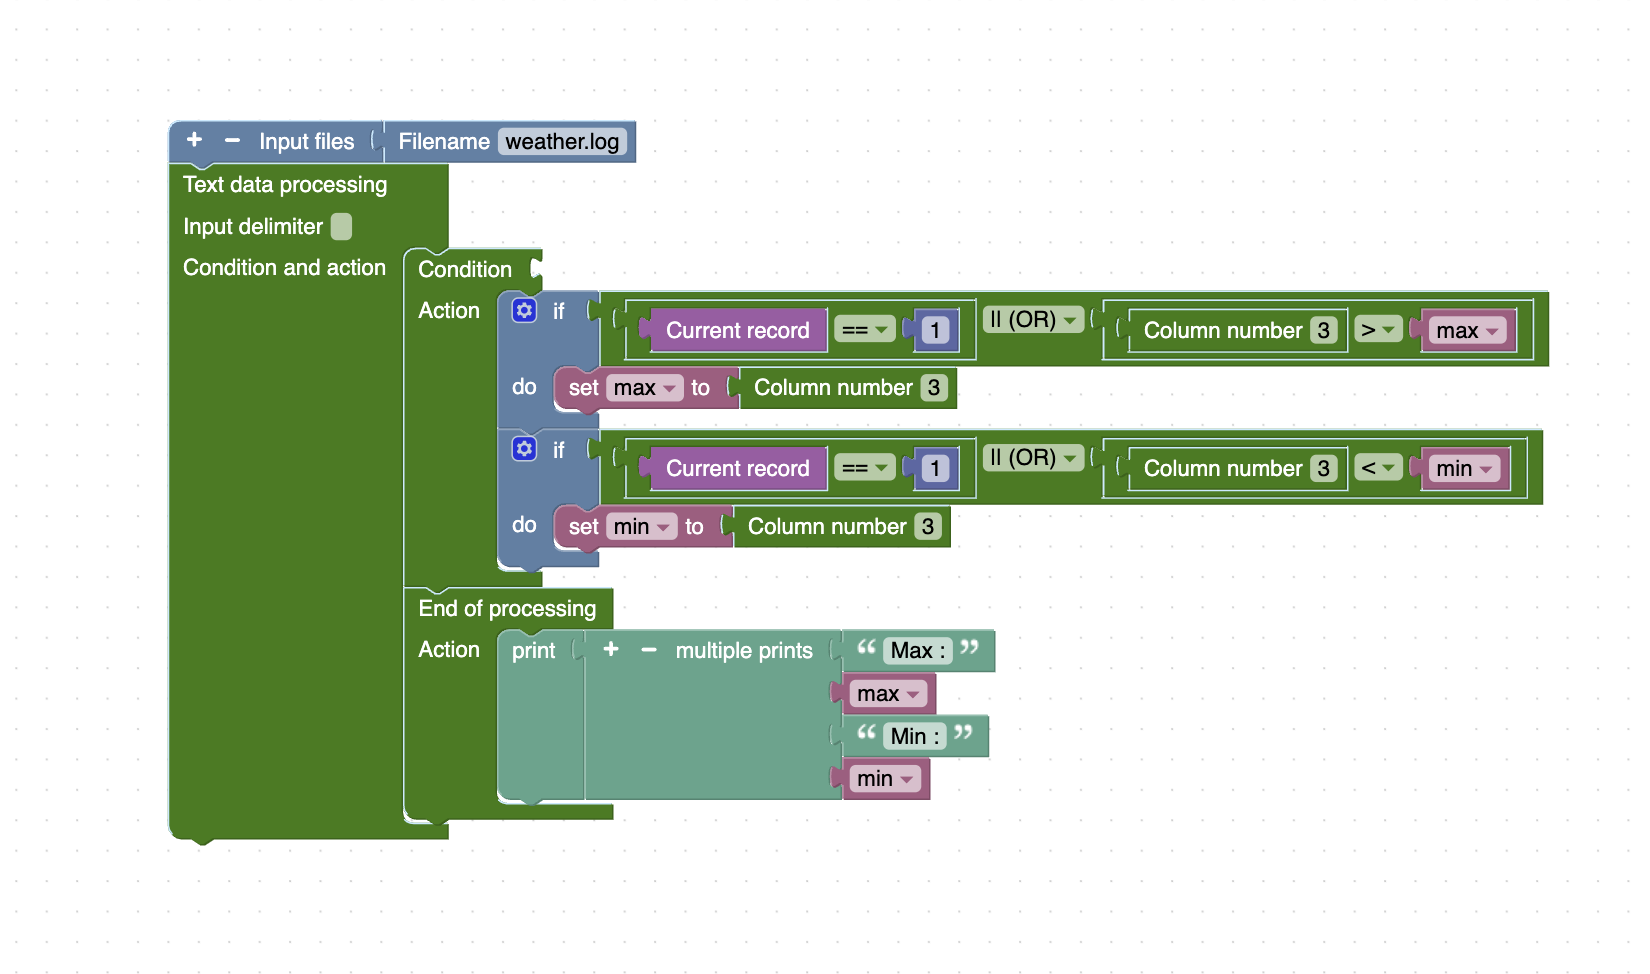 + − Input files Filename weather.log
Text data processing
Input delimiter
Condition and action Condition
Action if Current record == 1 || (OR) Column number 3 > max
do set max to Column number 3
if Current record == 1 || (OR) Column number 3 < min
do set min to Column number 3
End of processing
Action print + − multiple prints “ Max : ”
max
“ Min : ”
min